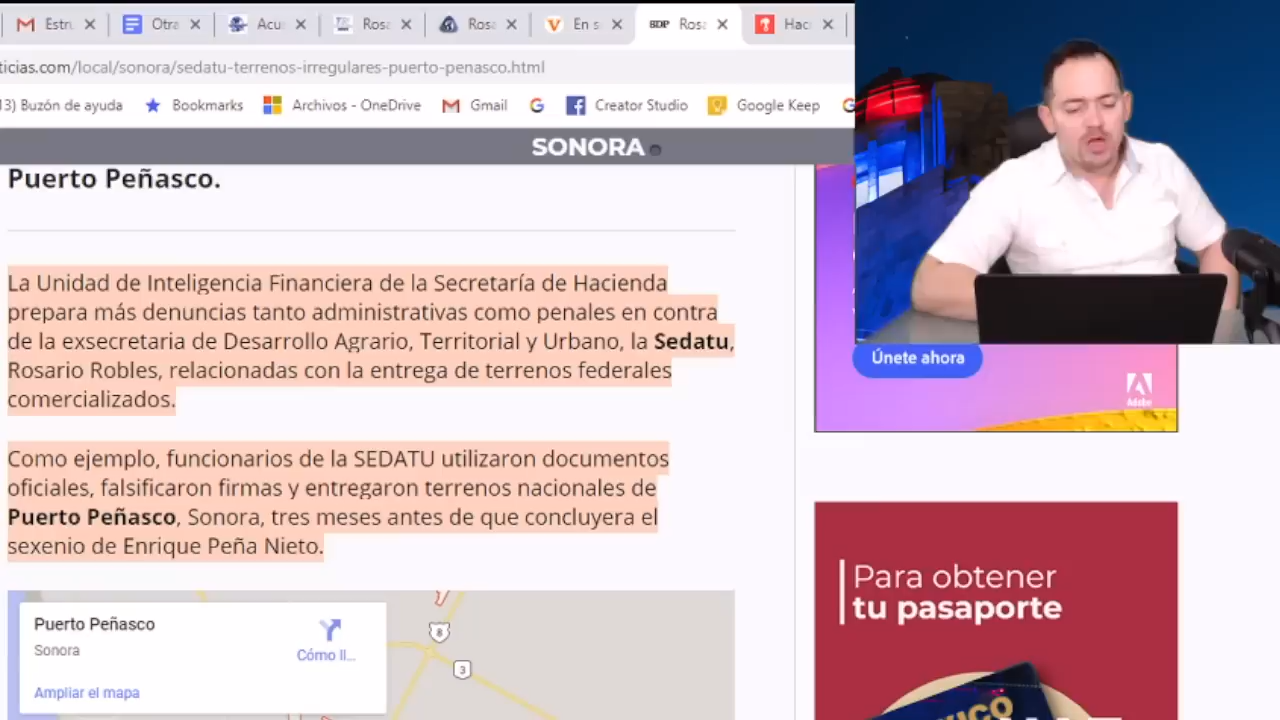 Estru
Otra
Acu
Rosa
Rosa
En s
BDP Rosa
Hac
ticias.com/local/sonora/sedatu-terrenos-irregulares-puerto-penasco.html
13) Buzón de ayuda
Bookmarks
Archivos - OneDrive
Gmail
Creator Studio
Google Keep
SONORA
Puerto Peñasco.
La Unidad de Inteligencia Financiera de la Secretaría de Hacienda
prepara más denuncias tanto administrativas como penales en contra
de la exsecretaria de Desarrollo Agrario, Territorial y Urbano, la Sedatu,
Rosario Robles, relacionadas con la entrega de terrenos federales
comercializados.
Como ejemplo, funcionarios de la SEDATU utilizaron documentos
oficiales, falsificaron firmas y entregaron terrenos nacionales de
Puerto Peñasco, Sonora, tres meses antes de que concluyera el
sexenio de Enrique Peña Nieto.
Puerto Peñasco
Sonora
Cómo ll...
Ampliar el mapa
8
3
Únete ahora
Adobe
Para obtener
tu pasaporte